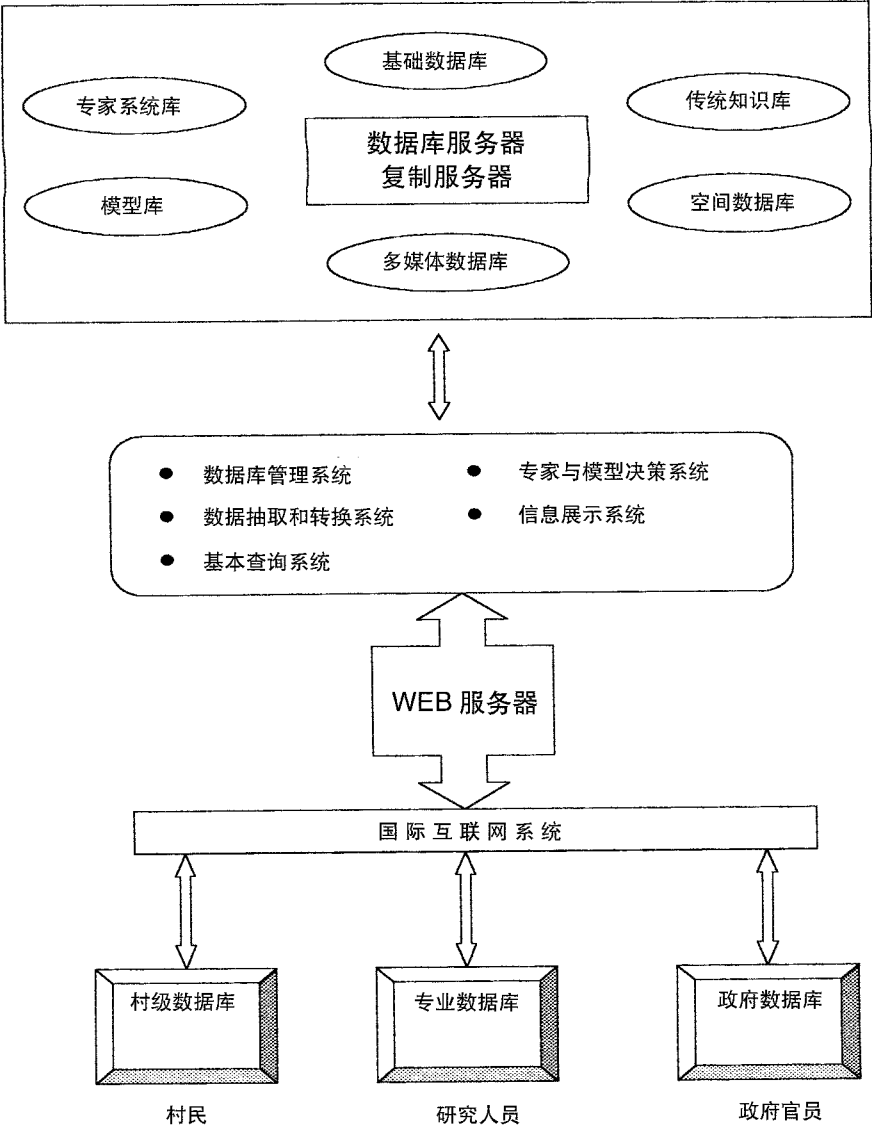 基础数据库
专家系统库
传统知识库
数据库服务器
复制服务器
模型库
空间数据库
多媒体数据库
数据库管理系统
专家与模型决策系统
数据抽取和转换系统
信息展示系统
基本查询系统
WEB 服务器
国际互联网系统
村级数据库
专业数据库
政府数据库
村民
研究人员
政府官员